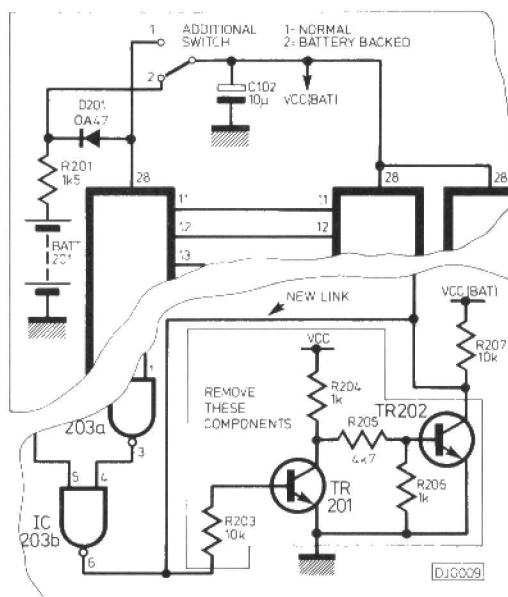 1
ADDITIONAL
SWITCH
1- NORMAL
2= BATTERY BACKED
2
C102
10µ
VCC(BAT)
D201
OA47
R201
1k5
28
28
28
11
11
12
12
13
BATT
201
NEW LINK
VCC(BAT)
R207
10k
VCC
REMOVE
THESE
COMPONENTS
R204
1k
R205
4k7
TR202
1
203a
3
5
4
IC
203b
6
TR
201
R203
10k
R206
1k
DJ0009